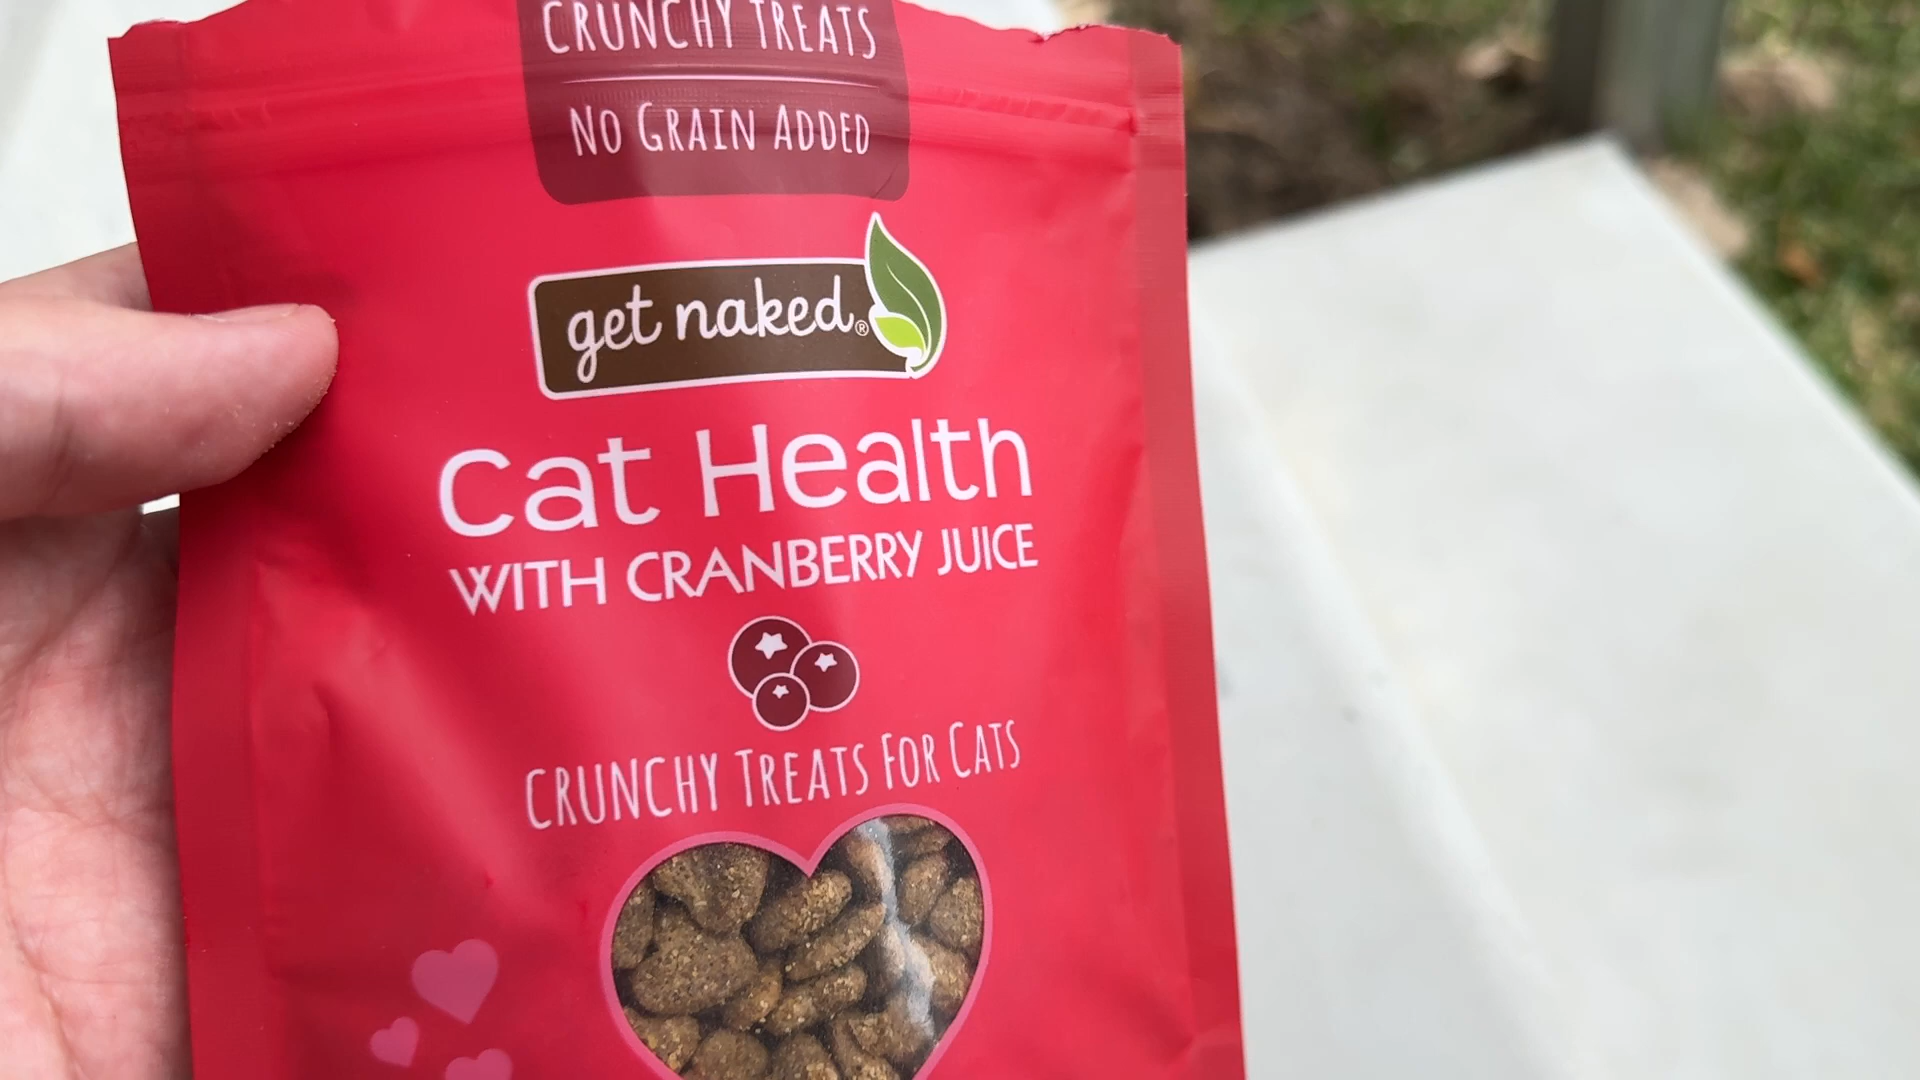 CRUNCHY TREATS
NO GRAIN ADDED
get naked®
Cat Health
WITH CRANBERRY JUICE
CRUNCHY TREATS FOR CATS